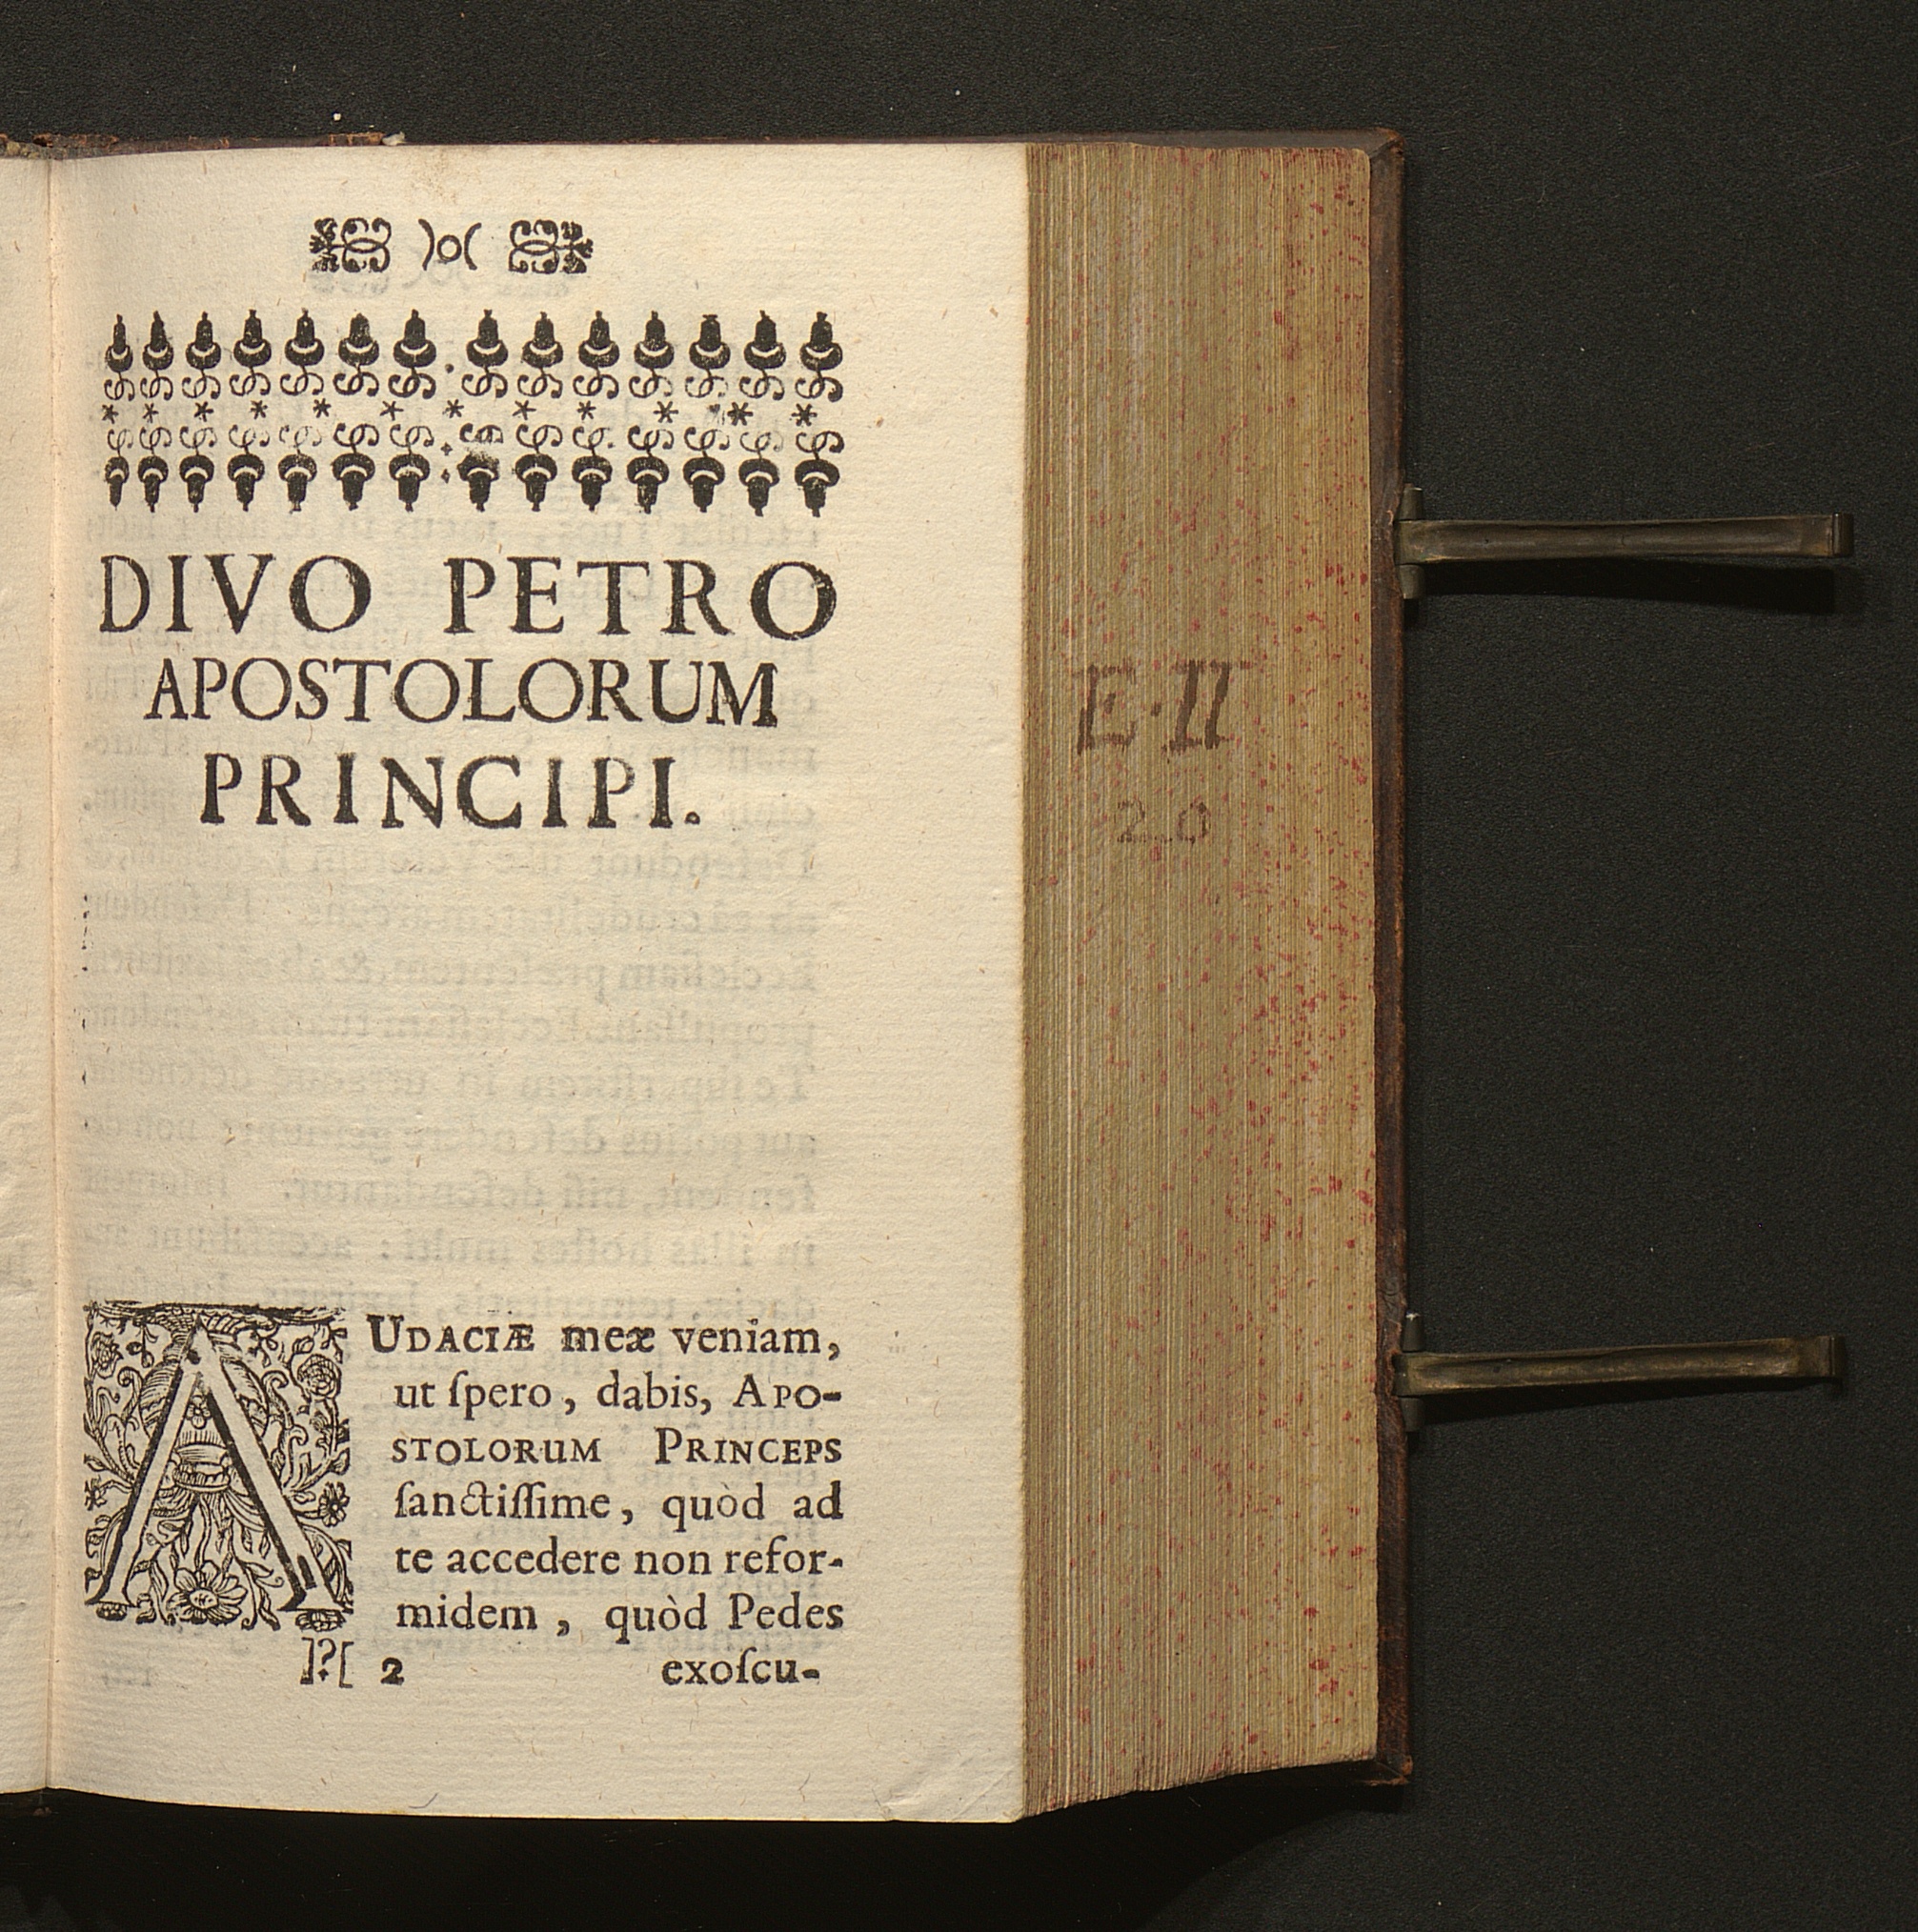 )o(
DIVO PETRO
APOSTOLORUM
PRINCIPI.
AUDACIÆ meæ veniam,
ut ſpero, dabis, APO-
STOLORUM PRINCEPS
ſanctiſſime, quòd ad
te accedere non refor-
midem, quòd Pedes
]?[ 2 exoſcu-
E·II
20